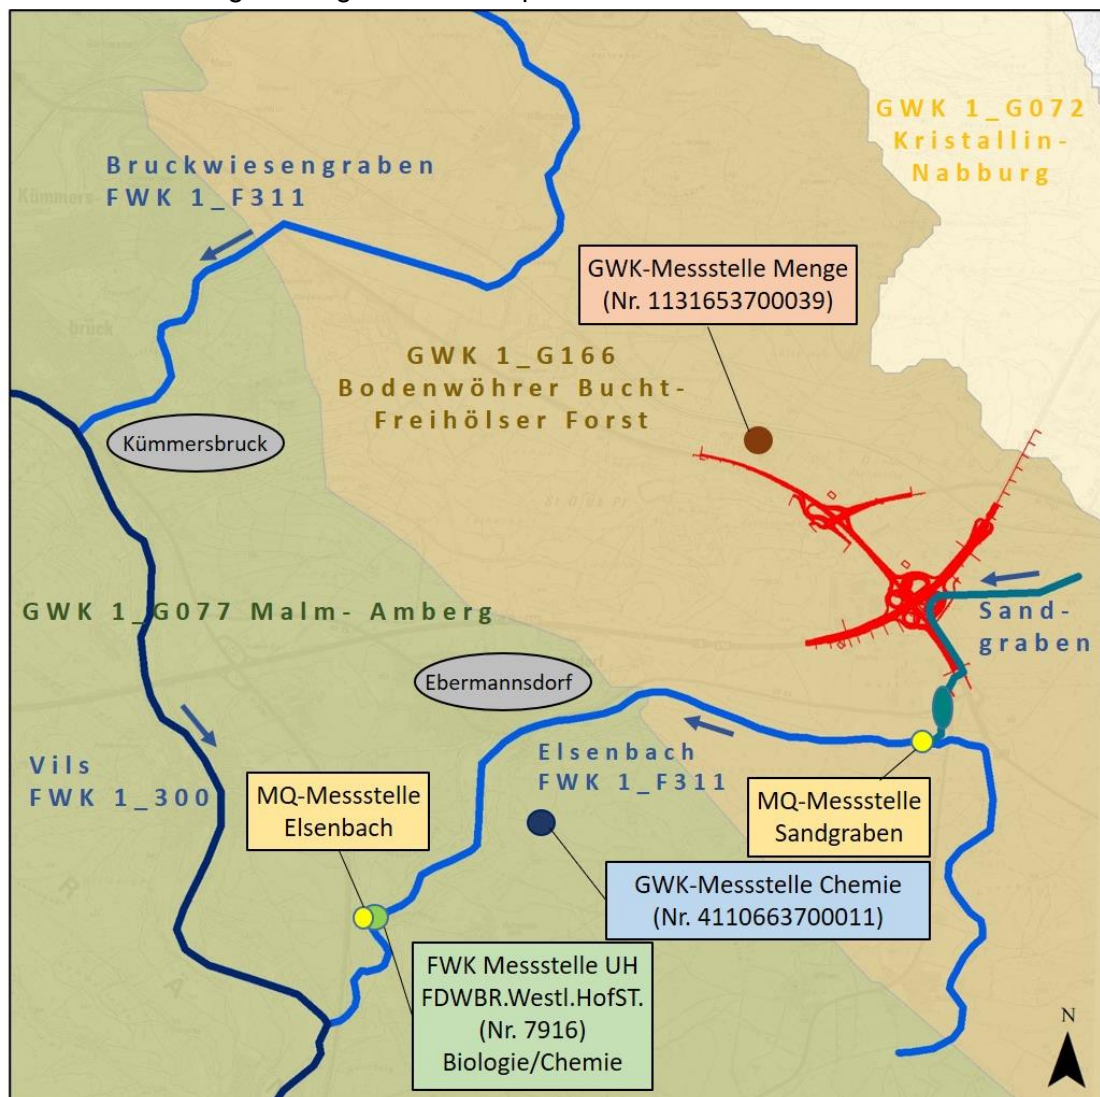 GWK 1_G072
Kristallin-
Nabburg
Bruckwiesengraben
FWK 1_F311
GWK-Messstelle Menge
(Nr. 1131653700039)
GWK 1_G166
Bodenwöhrer Bucht-
Freihölser Forst
Kümmersbruck
GWK 1_G077 Malm- Amberg
Sand-
graben
Ebermannsdorf
Vils
FWK 1_300
Elsenbach
FWK 1_F311
MQ-Messstelle
Elsenbach
MQ-Messstelle
Sandgraben
GWK-Messstelle Chemie
(Nr. 4110663700011)
FWK Messstelle UH
FDWBR.Westl.HofST.
(Nr. 7916)
Biologie/Chemie
N